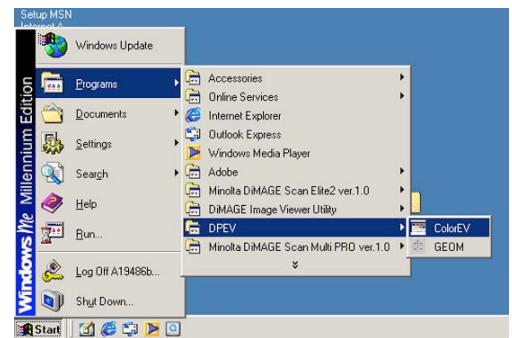 Setup MSN
Internet A
Windows Update
Programs
Documents
Settings
Search
Help
Run...
Log Off A19486b...
Shut Down...
Windows Me Millennium Edition
Accessories
Online Services
Internet Explorer
Outlook Express
Windows Media Player
Adobe
Minolta DiMAGE Scan Elite2 ver.1.0
DiMAGE Image Viewer Utility
DPEV
Minolta DiMAGE Scan Multi PRO ver.1.0
ColorEV
GEOM
Start